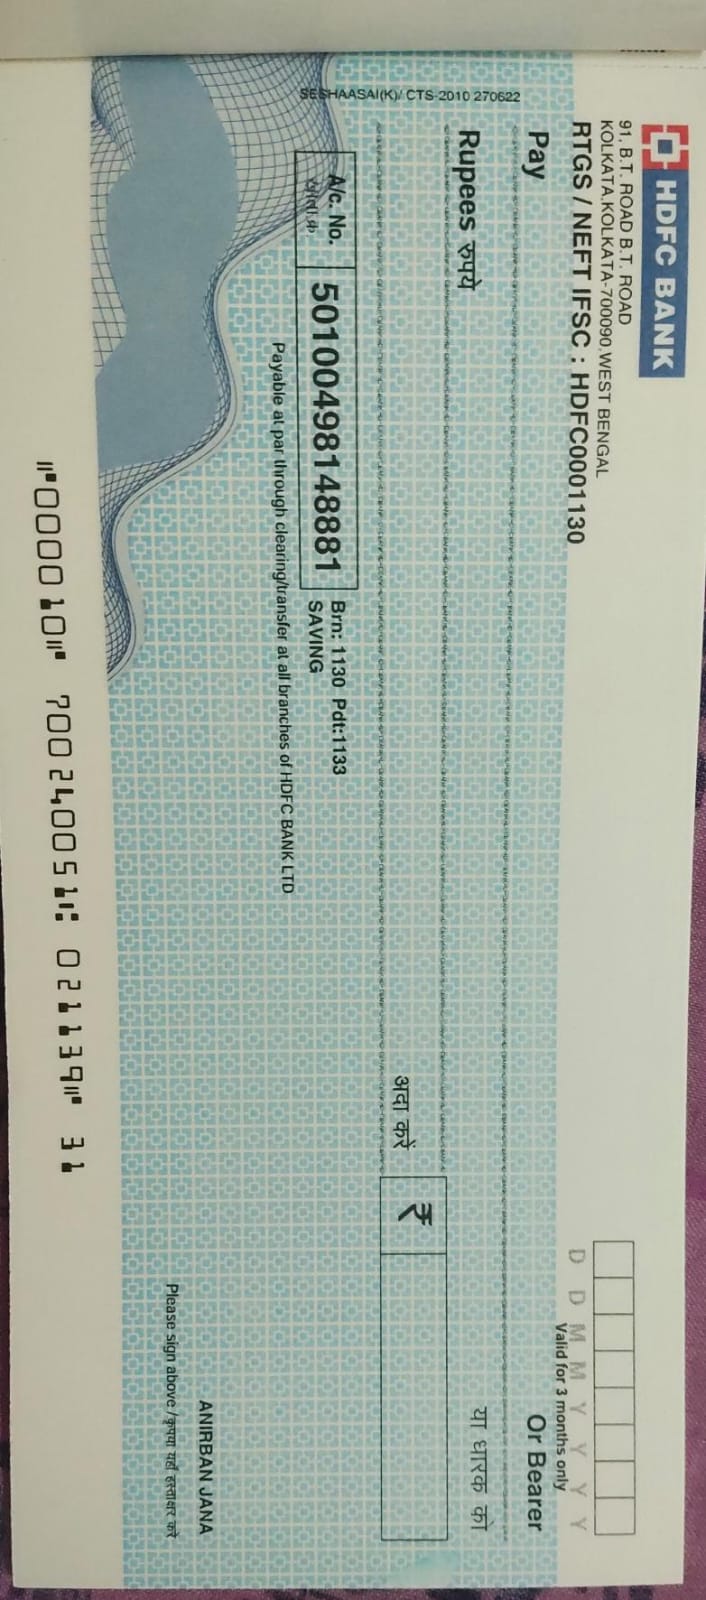 HDFC BANK
91, B.T. ROAD B.T. ROAD
KOLKATA,KOLKATA-700090,WEST BENGAL
RTGS / NEFT IFSC : HDFC0001130
D D M M Y Y Y Y
Valid for 3 months only
Pay
Or Bearer
या धारक को
Rupees रुपये
अदा करें
₹
SESHAASAI(K)/ CTS-2010 270622
A/c. No.
50100498148881
Brn: 1130 Pdt:1133
SAVING
Payable at par through clearing/transfer at all branches of HDFC BANK LTD
ANIRBAN JANA
Please sign above / कृपया यहाँ हस्ताक्षर करे
⑈000010⑈ 700240051⑆ 021139⑈ 31